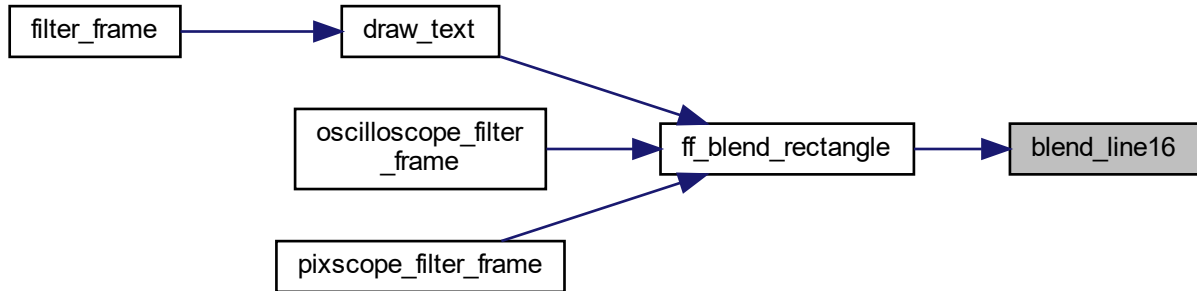 filter_frame
draw_text
oscilloscope_filter
_frame
ff_blend_rectangle
blend_line16
pixscope_filter_frame